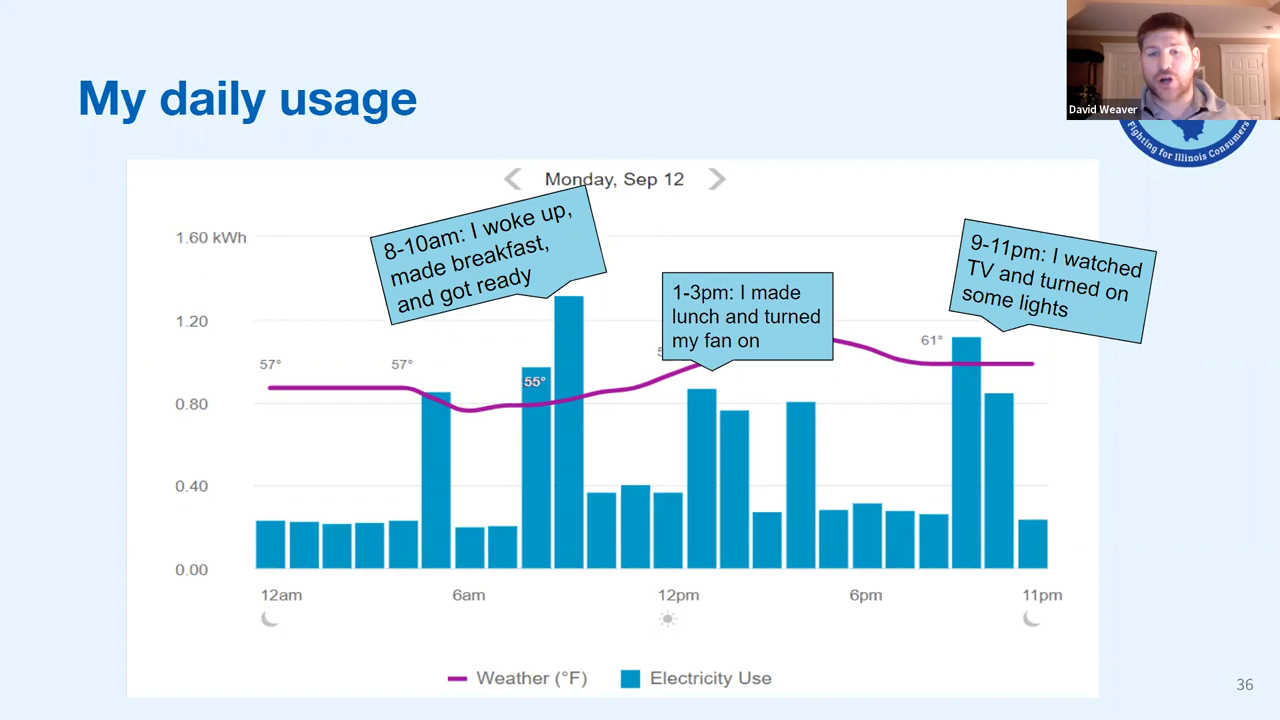 David Weaver
Fighting for Illinois Consumers
My daily usage
Monday, Sep 12
8-10am: I woke up,
made breakfast,
and got ready
1-3pm: I made
lunch and turned
my fan on
9-11pm: I watched
TV and turned on
some lights
1.60 kWh
1.20
0.80
0.40
0.00
57°
57°
55°
61°
12am
6am
12pm
6pm
11pm
Weather (°F)
Electricity Use
36